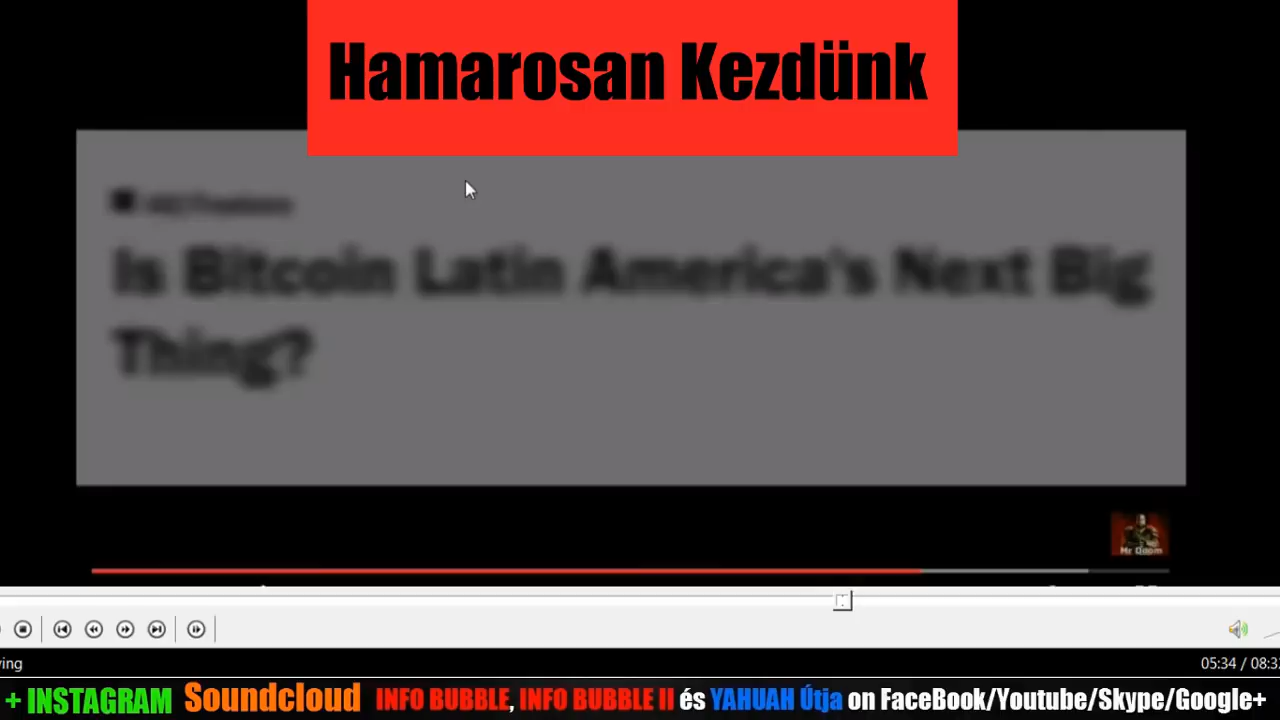 Hamarosan Kezdünk
Is Bitcoin Latin America's Next Big
Thing?
Mr Doom
05:34 / 08:3
+ INSTAGRAM Soundcloud INFO BUBBLE, INFO BUBBLE II és YAHUAH Útja on FaceBook/Youtube/Skype/Google+